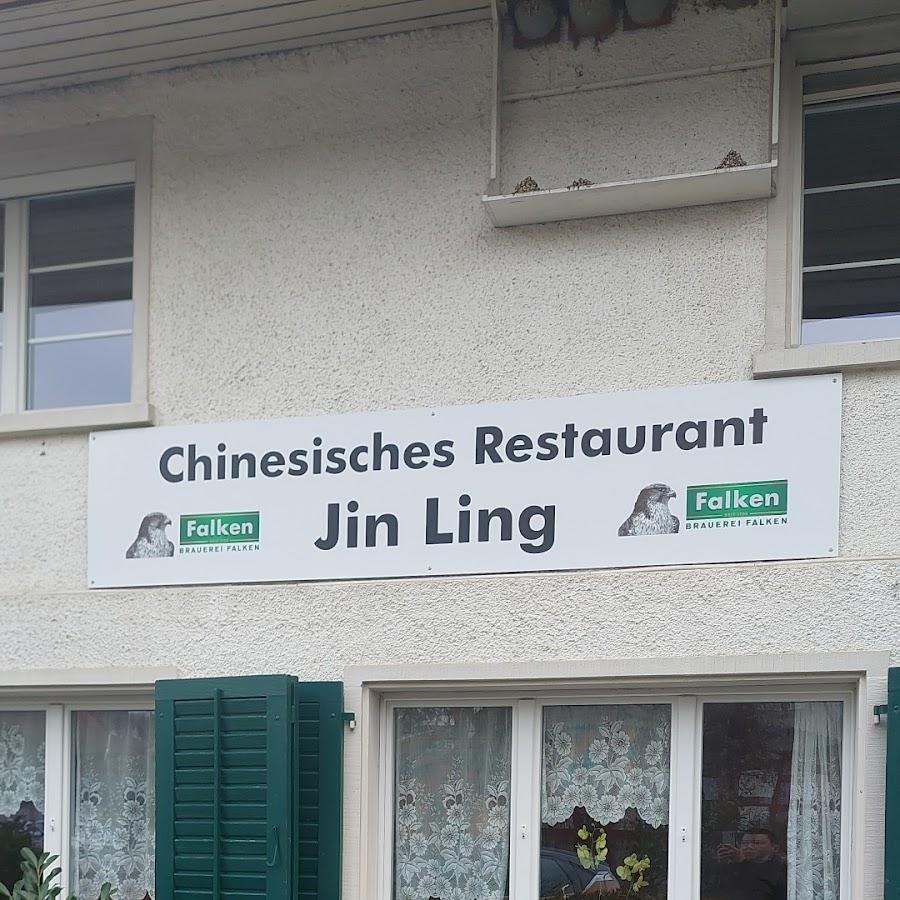 Chinesisches Restaurant
Jin Ling
Falken
BRAUEREI FALKEN
Falken
BRAUEREI FALKEN